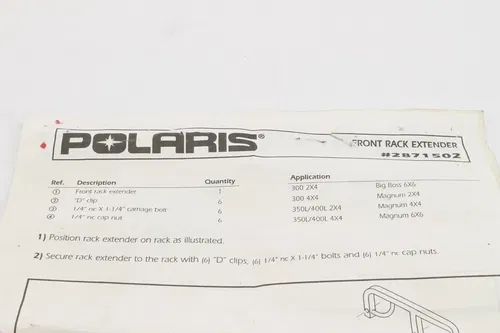 POLARIS®
FRONT RACK EXTENDER
#2871502
Ref. Description Quantity Application
① Front rack extender 1 300 2X4 Big Boss 6X6
② "D" clip 6 300 4X4 Magnum 2X4
③ 1/4" nc X 1-1/4" carriage bolt 6 350L/400L 2X4 Magnum 4X4
④ 1/4" nc cap nut 6 350L/400L 4X4 Magnum 6X6
1) Position rack extender on rack as illustrated.
2) Secure rack extender to the rack with (6) "D" clips, (6) 1/4" nc X 1-1/4" bolts and (6) 1/4" nc cap nuts.